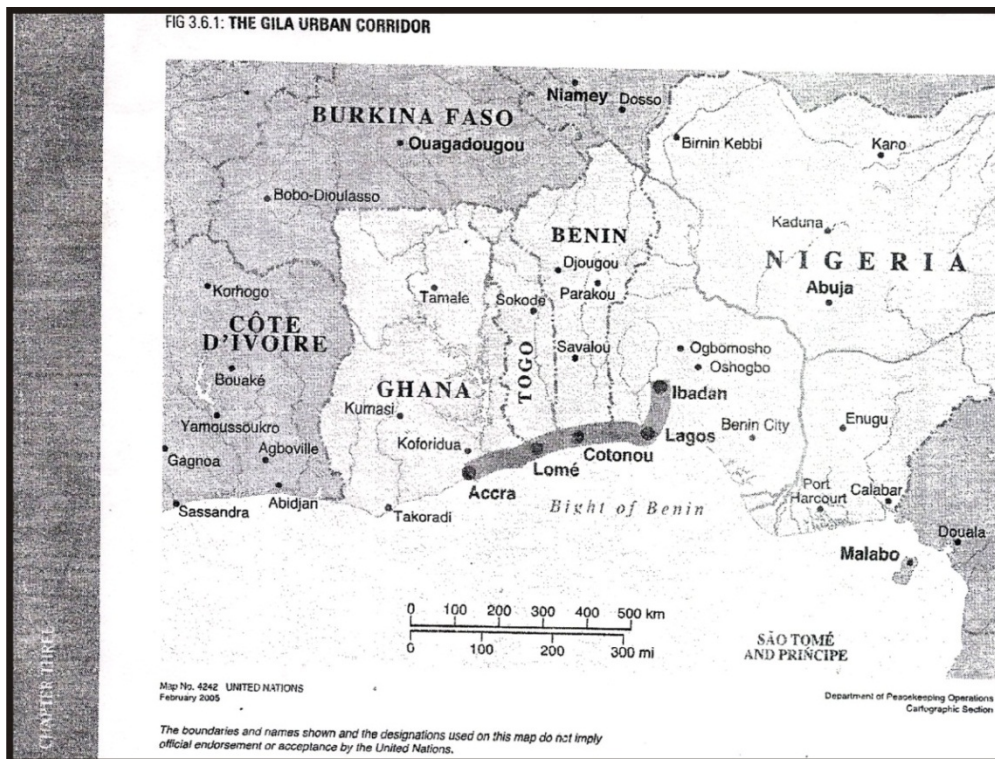 FIG 3.6.1: THE GILA URBAN CORRIDOR
Niamey
Dosso
BURKINA FASO
Ouagadougou
Birnin Kebbi
Kano
Bobo-Dioulasso
Kaduna
BENIN
NIGERIA
Djougou
Abuja
Korhogo
Tamale
Sokode
Parakou
CÔTE
D'IVOIRE
Savalou
Ogbomosho
Oshogbo
Bouaké
TOGO
GHANA
Ibadan
Kumasi
Yamoussoukro
Benin City
Enugu
Koforidua
Cotonou
Lagos
Agboville
Gagnoa
Lomé
Accra
Port
Harcourt
Calabar
Abidjan
Sassandra
Takoradi
Bight of Benin
Douala
Malabo
0 100 200 300 400 500 km
0 100 200 300 mi
SÃO TOMÉ
AND PRÍNCIPE
CHAPTER THREE
Map No. 4242 UNITED NATIONS
February 2005
Department of Peacekeeping Operations
Cartographic Section
The boundaries and names shown and the designations used on this map do not imply
official endorsement or acceptance by the United Nations.